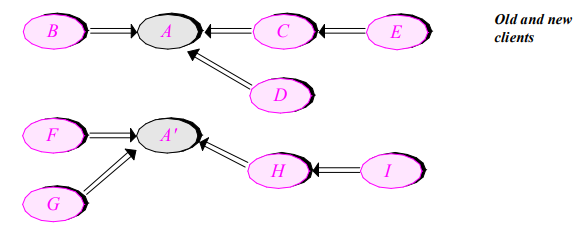 B A C E
Old and new
clients
D
F A'
H I
G